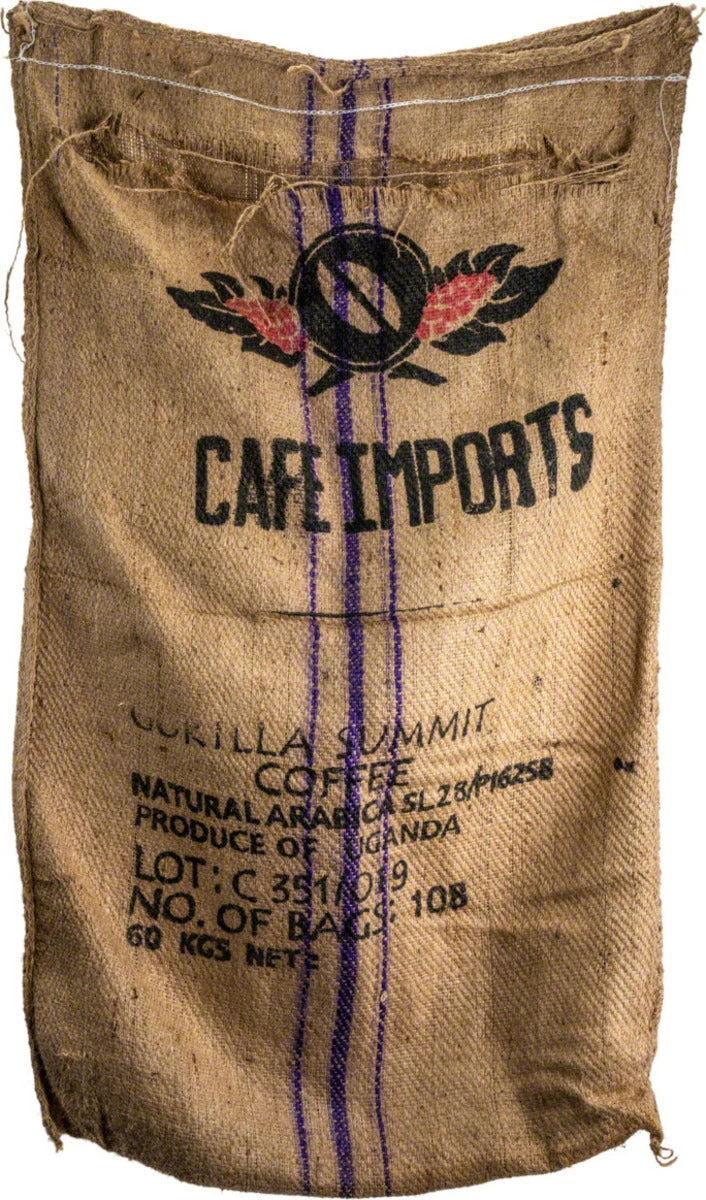 CAFE IMPORTS
GORILLA SUMMIT
COFFEE
NATURAL ARABICA SL28/P16258
PRODUCE OF UGANDA
LOT: C 351/019
NO. OF BAGS: 108
60 KGS NET: